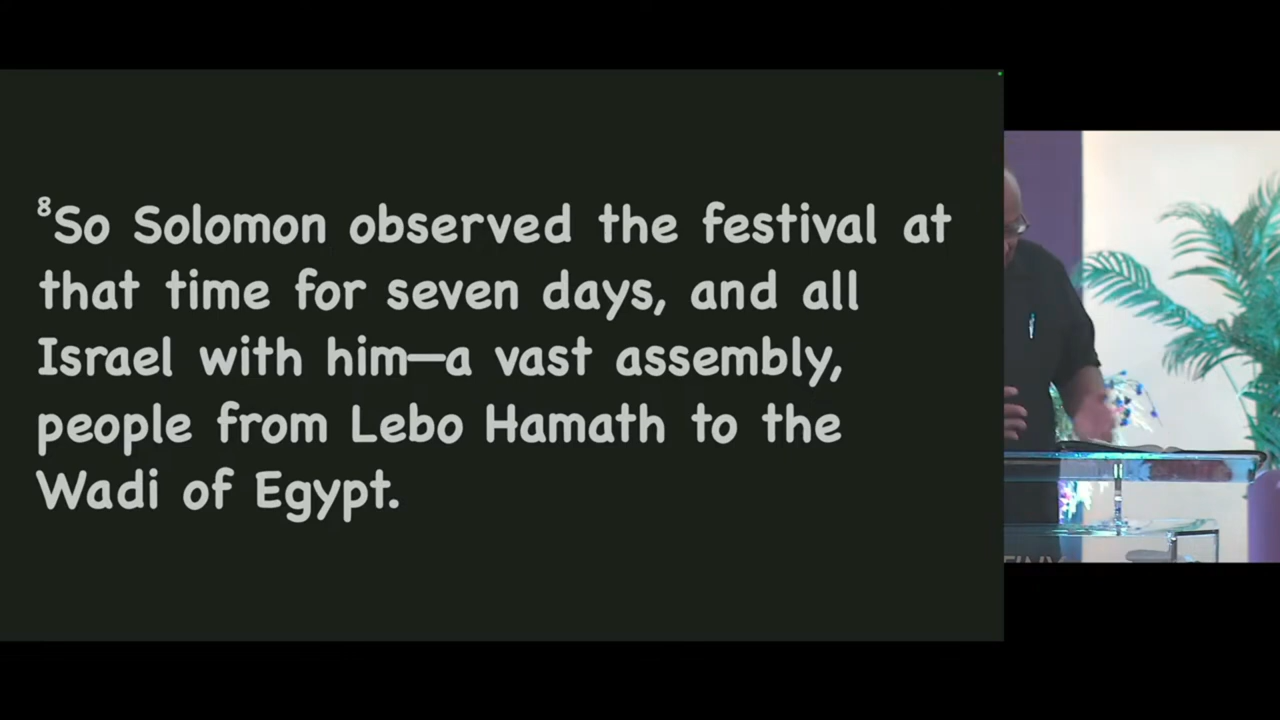 ⁸So Solomon observed the festival at
that time for seven days, and all
Israel with him—a vast assembly,
people from Lebo Hamath to the
Wadi of Egypt.